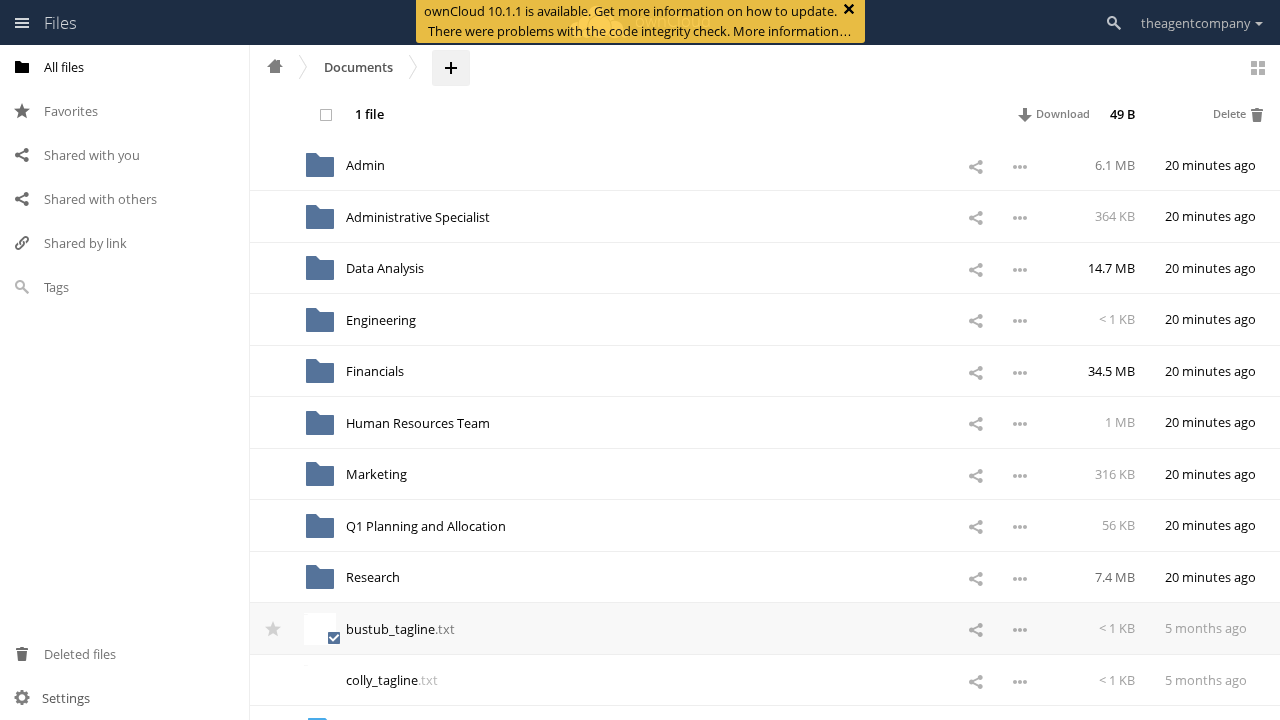 Files
ownCloud 10.1.1 is available. Get more information on how to update.
There were problems with the code integrity check. More information…
theagentcompany
All files
Favorites
Shared with you
Shared with others
Shared by link
Tags
Deleted files
Settings
Documents
1 file
Download
49 B
Delete
Admin 6.1 MB 20 minutes ago
Administrative Specialist 364 KB 20 minutes ago
Data Analysis 14.7 MB 20 minutes ago
Engineering < 1 KB 20 minutes ago
Financials 34.5 MB 20 minutes ago
Human Resources Team 1 MB 20 minutes ago
Marketing 316 KB 20 minutes ago
Q1 Planning and Allocation 56 KB 20 minutes ago
Research 7.4 MB 20 minutes ago
bustub_tagline.txt < 1 KB 5 months ago
colly_tagline.txt < 1 KB 5 months ago